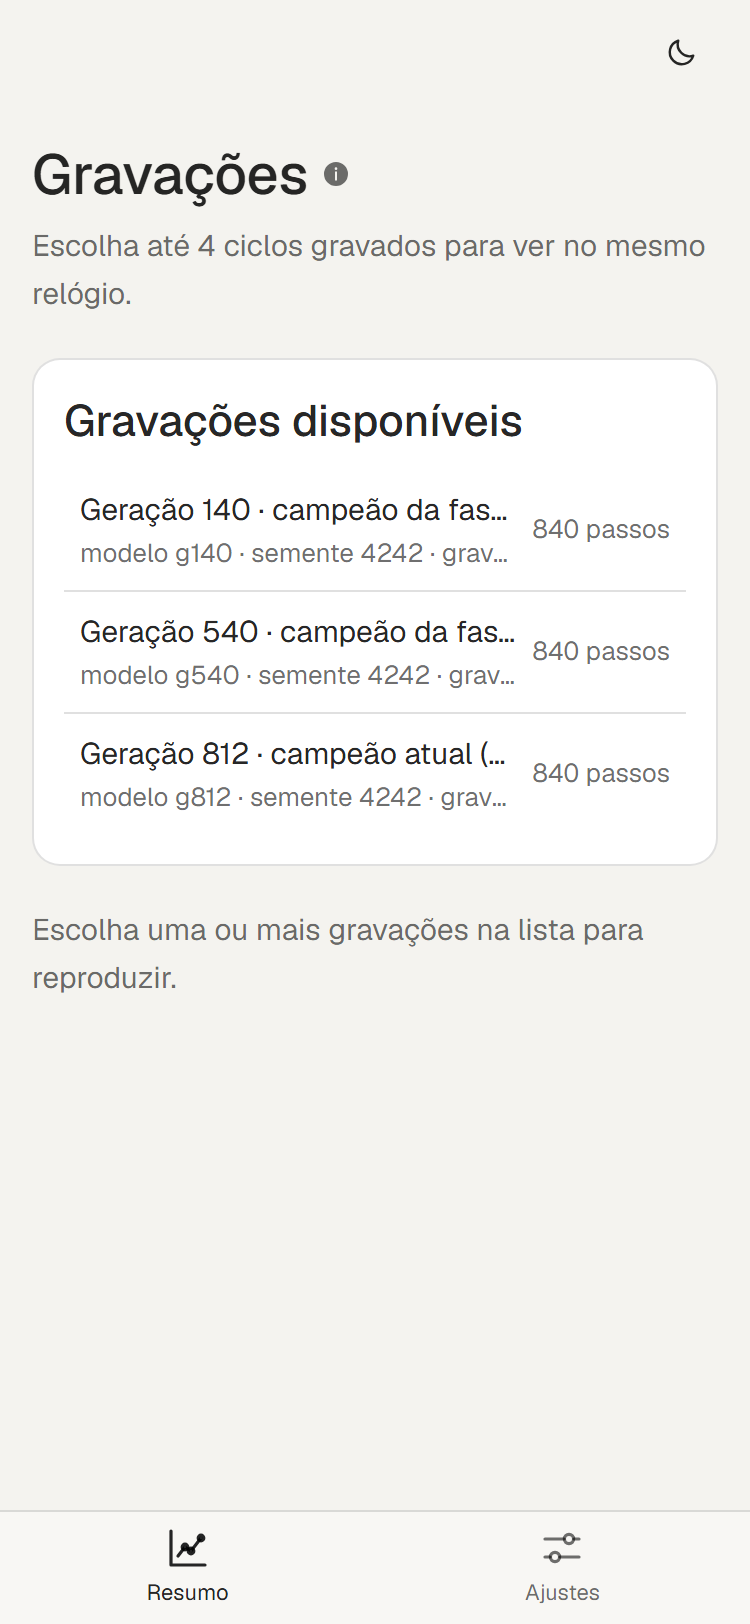 Gravações
Escolha até 4 ciclos gravados para ver no mesmo
relógio.
Gravações disponíveis
Geração 140 · campeão da fas...
840 passos
modelo g140 · semente 4242 · grav...
Geração 540 · campeão da fas...
840 passos
modelo g540 · semente 4242 · grav...
Geração 812 · campeão atual (...
840 passos
modelo g812 · semente 4242 · grav...
Escolha uma ou mais gravações na lista para
reproduzir.
Resumo
Ajustes